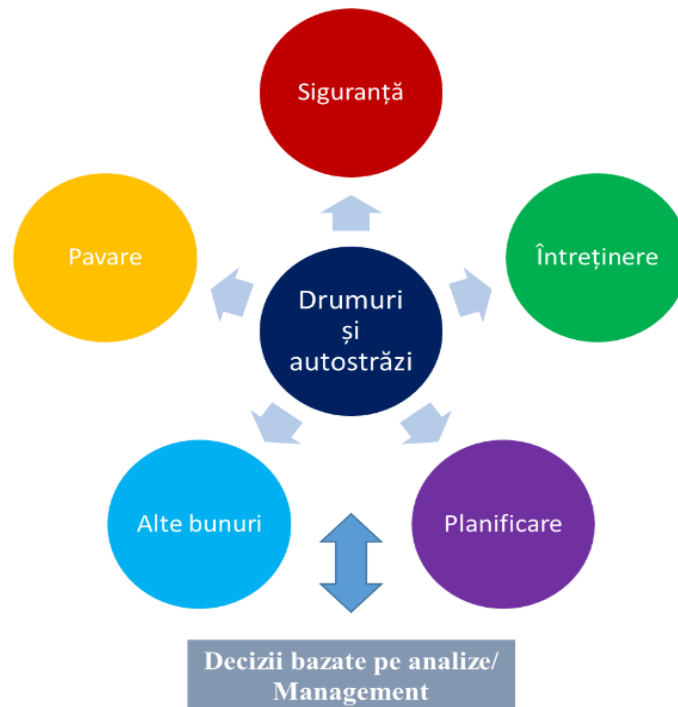 Siguranță
Pavare
Întreținere
Drumuri
și
autostrăzi
Alte bunuri
Planificare
Decizii bazate pe analize/
Management